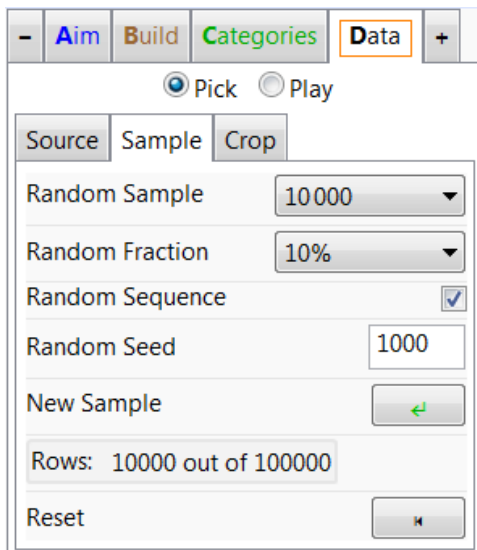 - Aim Build Categories Data +
Pick Play
Source Sample Crop
Random Sample 10000
Random Fraction 10%
Random Sequence
Random Seed 1000
New Sample
Rows: 10000 out of 100000
Reset